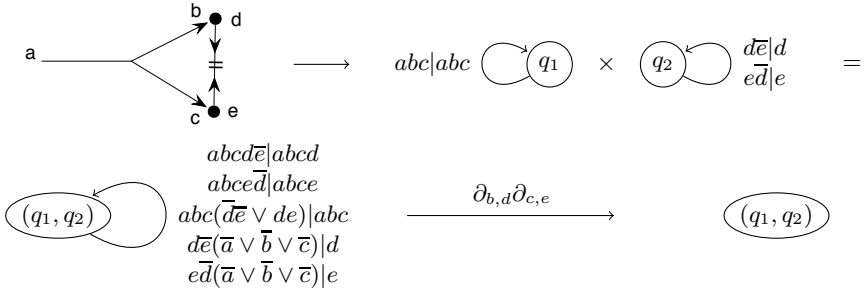 a b d c e
abc|abc q₁ × q₂ de̅|d =
ed̅|e
abcde̅|abcd
abced̅|abce
(q₁, q₂) abc(d̅e̅ ∨ de)|abc ∂_{b,d}∂_{c,e} (q₁, q₂)
de̅(a̅ ∨ b̅ ∨ c̅)|d
ed̅(a̅ ∨ b̅ ∨ c̅)|e